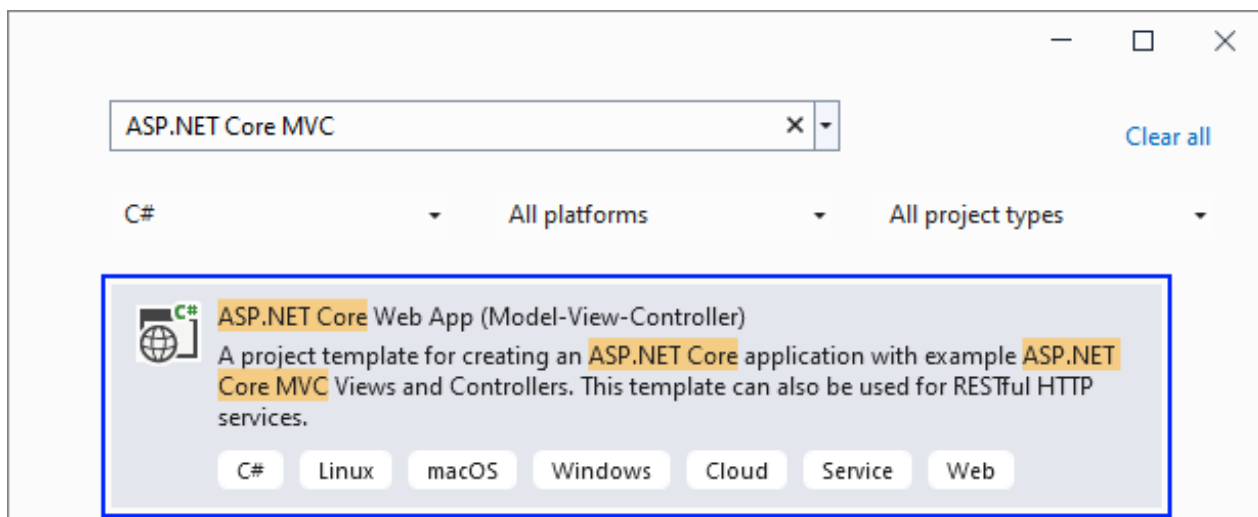 ASP.NET Core MVC
Clear all
C# All platforms All project types
C#
ASP.NET Core Web App (Model-View-Controller)
A project template for creating an ASP.NET Core application with example ASP.NET
Core MVC Views and Controllers. This template can also be used for RESTful HTTP
services.
C# Linux macOS Windows Cloud Service Web